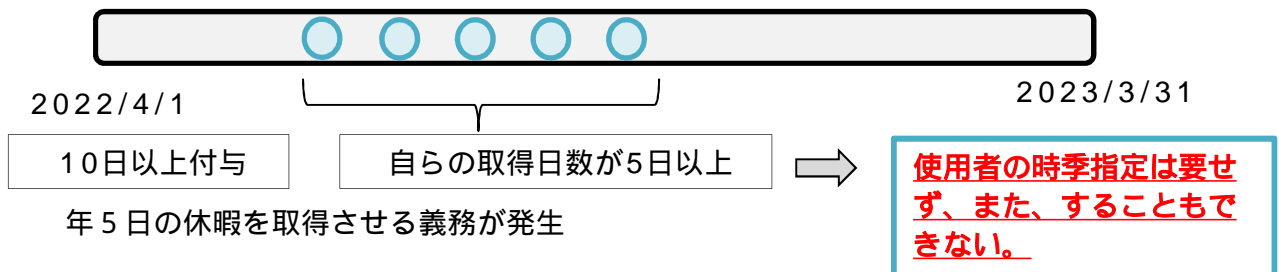 2022/4/1
2023/3/31
10日以上付与
自らの取得日数が5日以上
年5日の休暇を取得させる義務が発生
使用者の時季指定は要せ
ず、また、することもで
きない。